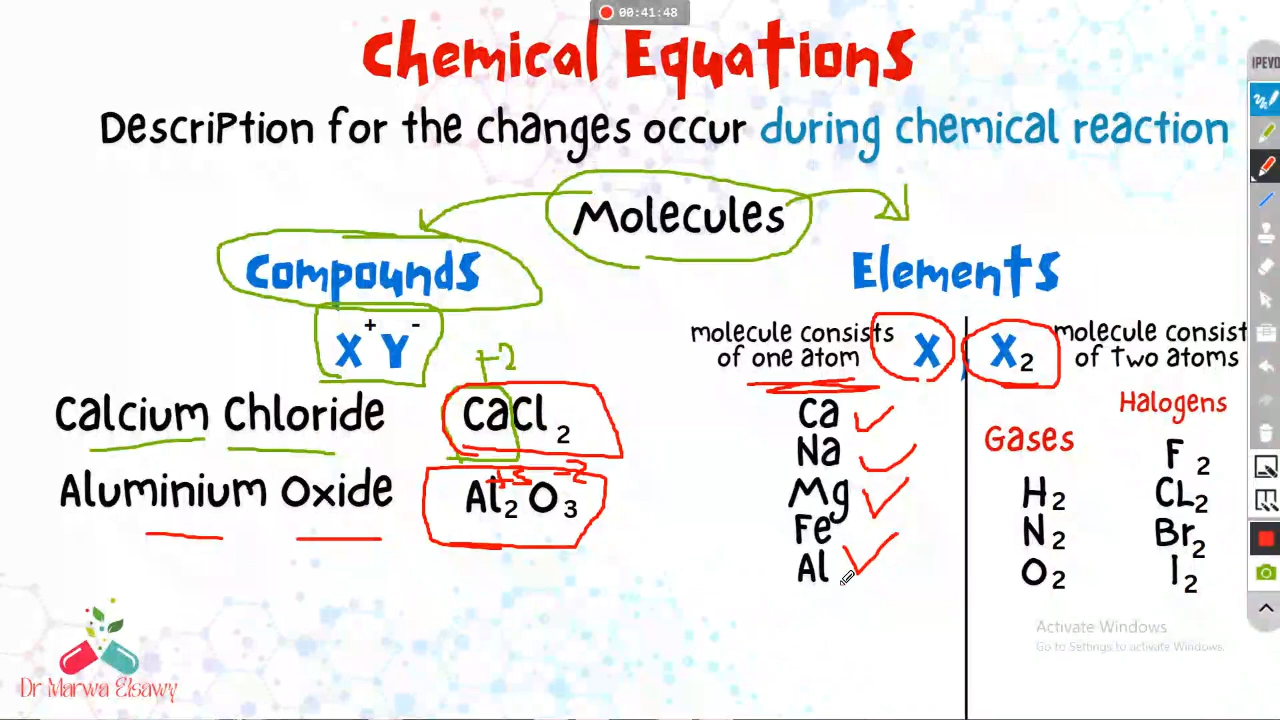 00:41:48
Chemical Equations
IPEVO
Description for the changes occur during chemical reaction
Molecules
Compounds
Elements
X⁺ Y⁻
molecule consists
of one atom
X
X₂
molecule consist
of two atoms
+2
Calcium Chloride
CaCl₂
+3 -2
Aluminium Oxide
Al₂O₃
Ca
Na
Mg
Fe
Al
Gases
H₂
N₂
O₂
Halogens
F₂
CL₂
Br₂
I₂
Activate Windows
Go to Settings to activate Windows.
Dr Marwa Elsawy